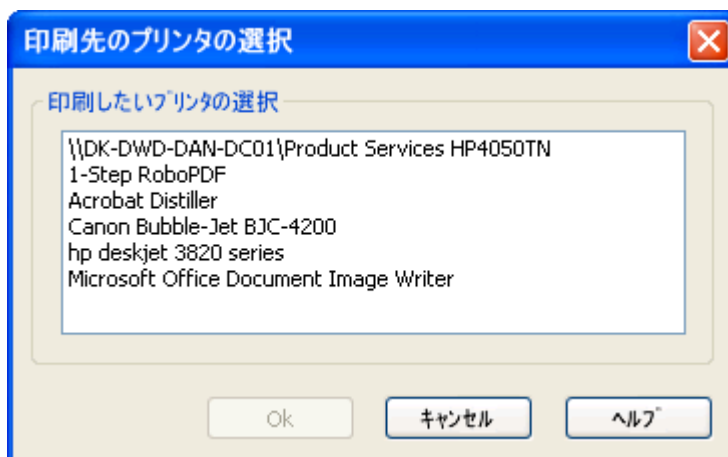 印刷先のプリンタの選択
印刷したいﾌﾟﾘﾝﾀの選択
\\DK-DWD-DAN-DC01\Product Services HP4050TN
1-Step RoboPDF
Acrobat Distiller
Canon Bubble-Jet BJC-4200
hp deskjet 3820 series
Microsoft Office Document Image Writer
Ok ｷｬﾝｾﾙ ﾍﾙﾌﾟ